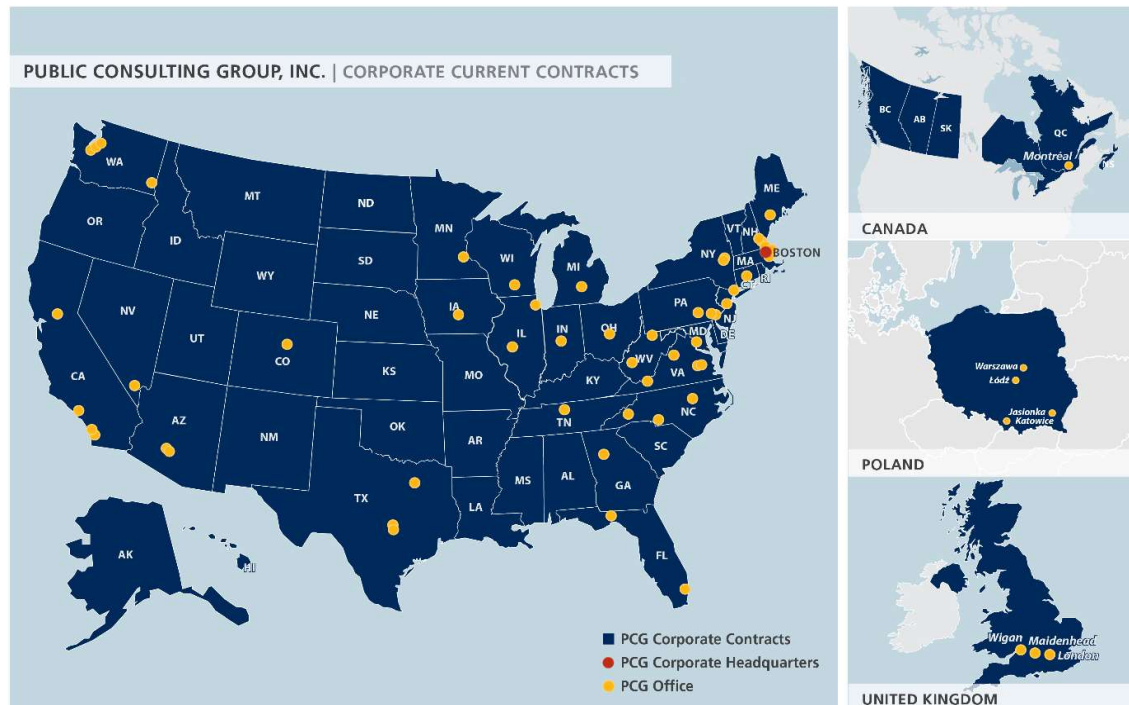 PUBLIC CONSULTING GROUP, INC. | CORPORATE CURRENT CONTRACTS
WA
OR
CA
NV
ID
MT
WY
UT
AZ
CO
NM
ND
SD
NE
KS
OK
TX
MN
IA
MO
AR
LA
WI
IL
MI
IN
OH
KY
TN
MS
AL
GA
FL
SC
NC
VA
WV
MD
DE
PA
NJ
NY
CT
RI
MA
VT
NH
ME
BOSTON
AK
HI
PCG Corporate Contracts
PCG Corporate Headquarters
PCG Office
BC
AB
SK
QC
Montréal
NS
CANADA
Warszawa
Łódź
Jasionka
Katowice
POLAND
Wigan
Maidenhead
London
UNITED KINGDOM